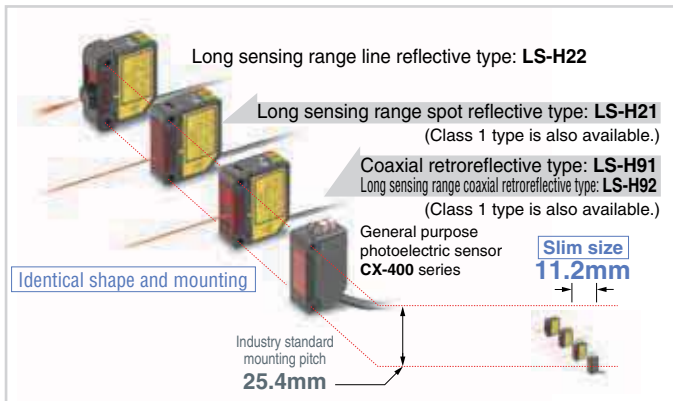 Long sensing range line reflective type: LS-H22
Long sensing range spot reflective type: LS-H21
(Class 1 type is also available.)
Coaxial retroreflective type: LS-H91
Long sensing range coaxial retroreflective type: LS-H92
(Class 1 type is also available.)
General purpose
photoelectric sensor
CX-400 series
Slim size
11.2mm
Identical shape and mounting
Industry standard
mounting pitch
25.4mm